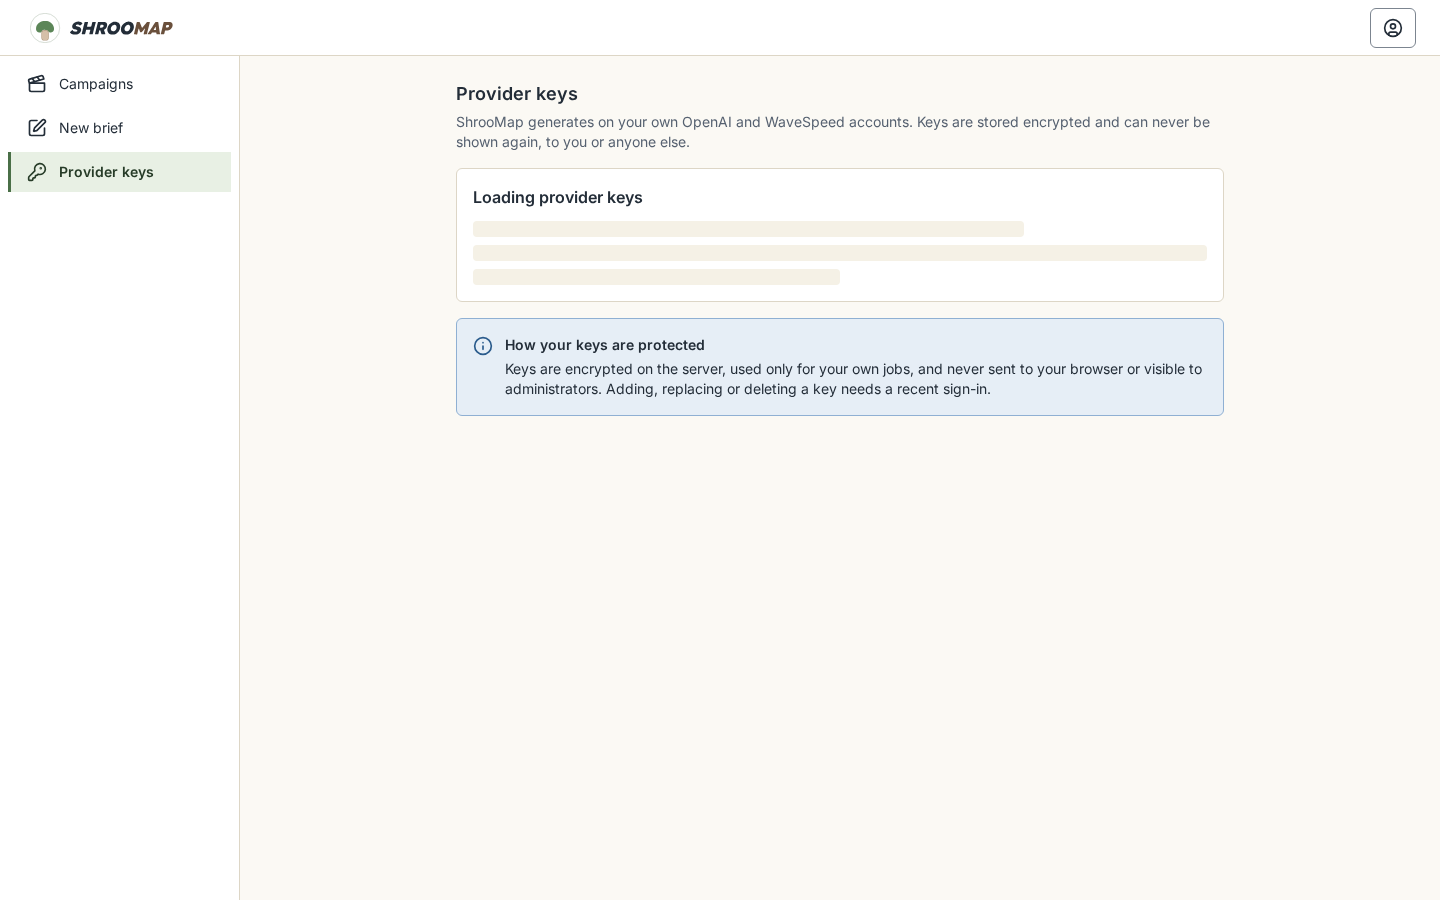 SHROOMAP
Campaigns
New brief
Provider keys
Provider keys
ShrooMap generates on your own OpenAI and WaveSpeed accounts. Keys are stored encrypted and can never be
shown again, to you or anyone else.
Loading provider keys
How your keys are protected
Keys are encrypted on the server, used only for your own jobs, and never sent to your browser or visible to
administrators. Adding, replacing or deleting a key needs a recent sign-in.